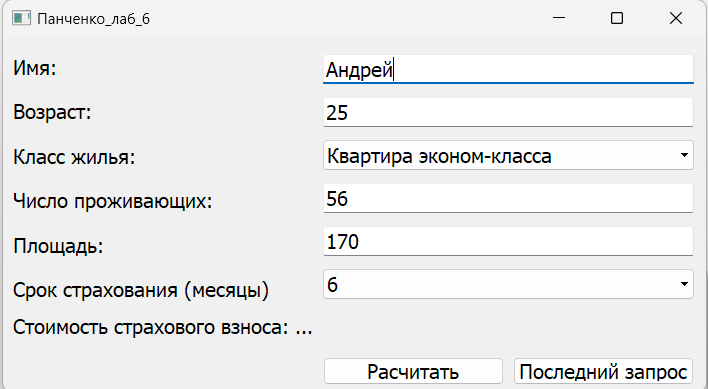 Панченко_лаб_6
Имя: Андрей
Возраст: 25
Класс жилья: Квартира эконом-класса
Число проживающих: 56
Площадь: 170
Срок страхования (месяцы) 6
Стоимость страхового взноса: ...
Расчитать Последний запрос